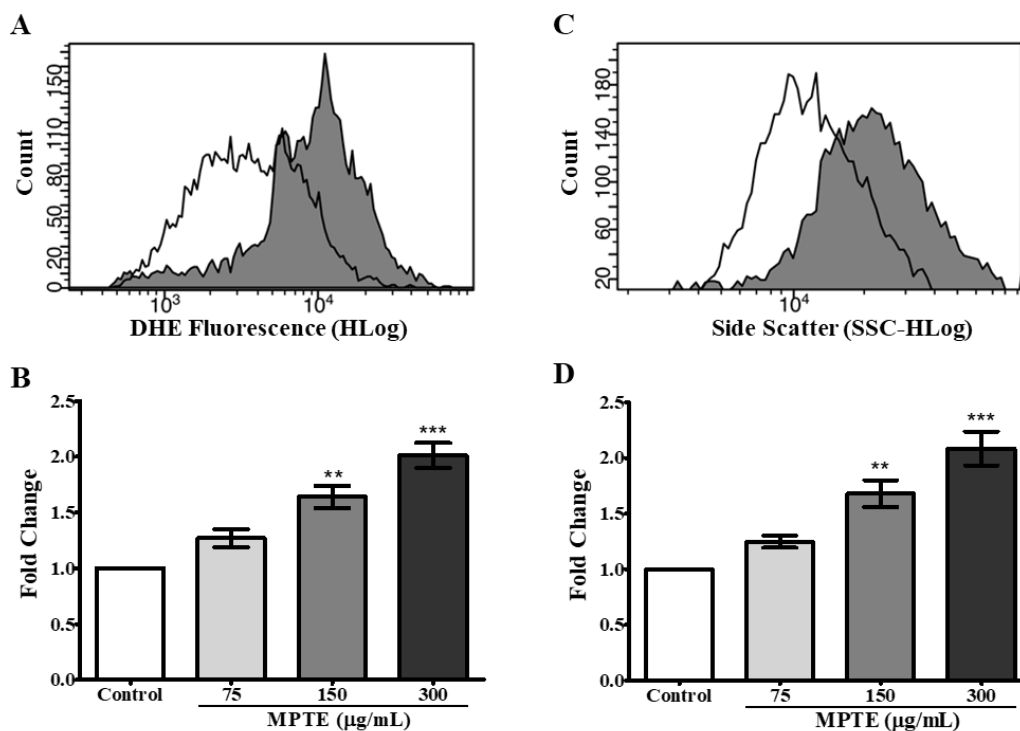 A
Count
0 20 50 80 110 150
10³ 10⁴
DHE Fluorescence (HLog)
B
Fold Change
2.5
2.0
1.5
1.0
0.5
0.0
** ***
Control 75 150 300
MPTE (µg/mL)
C
Count
20 60 100 140 180
10⁴
Side Scatter (SSC-HLog)
D
Fold Change
2.5
2.0
1.5
1.0
0.5
0.0
** ***
Control 75 150 300
MPTE (µg/mL)